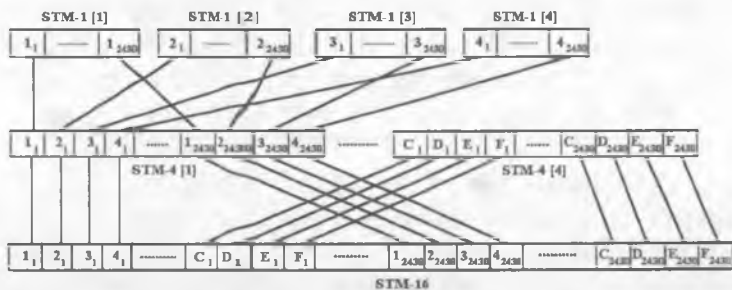 STM-1 [1] STM-1 [2] STM-1 [3] STM-1 [4]
1₁ ........ 1₂₄₃₀ 2₁ ........ 2₂₄₃₀ 3₁ ........ 3₂₄₃₀ 4₁ ........ 4₂₄₃₀
1₁ 2₁ 3₁ 4₁ ...... 1₂₄₃₀ 2₂₄₃₀₀ 3₂₄₃₀ 4₂₄₃₀ .......... C₁ D₁ E₁ F₁ ...... C₂₄₃₀ D₂₄₃₀ E₂₄₃₀ F₂₄₃₀
STM-4 [1] STM-4 [4]
1₁ 2₁ 3₁ 4₁ .......... C₁ D₁ E₁ F₁ .......... 1₂₄₃₀ 2₂₄₃₀ 3₂₄₃₀ 4₂₄₃₀ .......... C₂₄₃₀ D₂₄₃₀ E₂₄₃₀ F₂₄₃₀
STM-16